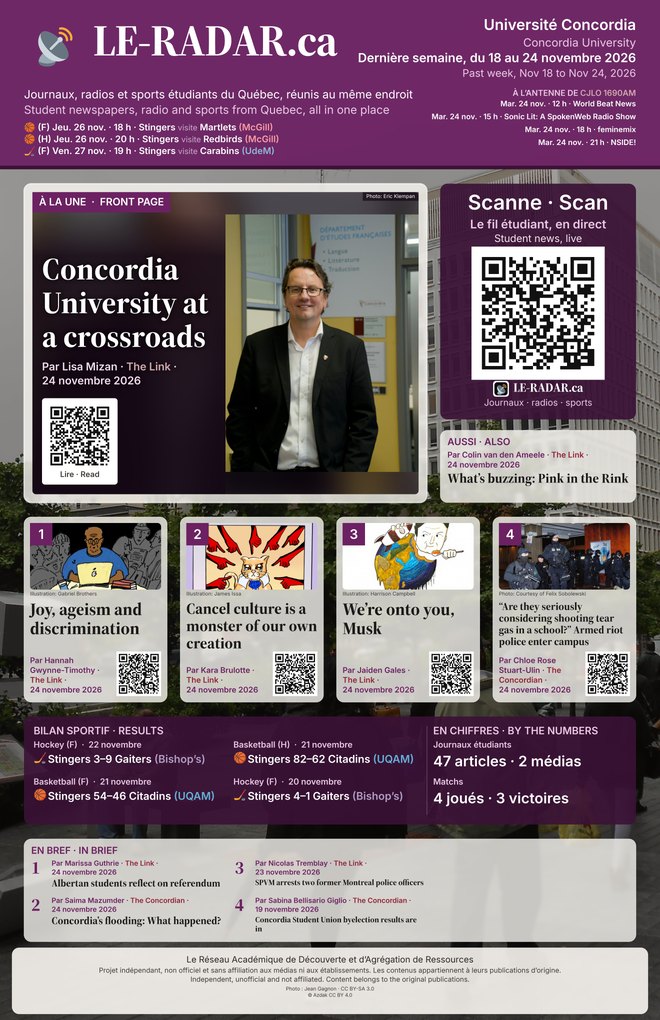 LE-RADAR.ca
Journaux, radios et sports étudiants du Québec, réunis au même endroit
Student newspapers, radio and sports from Quebec, all in one place
(F) Jeu. 26 nov. · 18 h · Stingers visite Martlets (McGill)
(H) Jeu. 26 nov. · 20 h · Stingers visite Redbirds (McGill)
(F) Ven. 27 nov. · 19 h · Stingers visite Carabins (UdeM)
Université Concordia
Concordia University
Dernière semaine, du 18 au 24 novembre 2026
Past week, Nov 18 to Nov 24, 2026
À L'ANTENNE DE CJLO 1690AM
Mar. 24 nov. · 12 h · World Beat News
Mar. 24 nov. · 15 h · Sonic Lit: A SpokenWeb Radio Show
Mar. 24 nov. · 18 h · feminemix
Mar. 24 nov. · 21 h · NSIDE!
À LA UNE · FRONT PAGE
Photo: Eric Klempan
DÉPARTEMENT
D'ÉTUDES FRANÇAISES
Langue
Littérature
Traduction
Concordia
University at
a crossroads
Par Lisa Mizan · The Link ·
24 novembre 2026
Lire · Read
Scanne · Scan
Le fil étudiant, en direct
Student news, live
LE-RADAR.ca
Journaux · radios · sports
AUSSI · ALSO
Par Colin van den Ameele · The Link ·
24 novembre 2026
What's buzzing: Pink in the Rink
1
Illustration: Gabriel Brothers
Joy, ageism and
discrimination
Par Hannah
Gwynne-Timothy ·
The Link ·
24 novembre 2026
2
Illustration: James Issa
Cancel culture is a
monster of our own
creation
Par Kara Brulotte ·
The Link ·
24 novembre 2026
3
Illustration: Harrison Campbell
We're onto you,
Musk
Par Jaiden Gales ·
The Link ·
24 novembre 2026
4
Photo: Courtesy of Felix Sobolewski
“Are they seriously
considering shooting tear
gas in a school?” Armed riot
police enter campus
Par Chloe Rose
Stuart-Ulin · The
Concordian ·
24 novembre 2026
BILAN SPORTIF · RESULTS
Hockey (F) · 22 novembre
Stingers 3–9 Gaiters (Bishop's)
Basketball (H) · 21 novembre
Stingers 82–62 Citadins (UQAM)
Basketball (F) · 21 novembre
Stingers 54–46 Citadins (UQAM)
Hockey (F) · 20 novembre
Stingers 4–1 Gaiters (Bishop's)
EN CHIFFRES · BY THE NUMBERS
Journaux étudiants
47 articles · 2 médias
Matchs
4 joués · 3 victoires
EN BREF · IN BRIEF
1
Par Marissa Guthrie · The Link ·
24 novembre 2026
Albertan students reflect on referendum
2
Par Saima Mazumder · The Concordian ·
24 novembre 2026
Concordia's flooding: What happened?
3
Par Nicolas Tremblay · The Link ·
23 novembre 2026
SPVM arrests two former Montreal police officers
4
Par Sabina Bellisario Giglio · The Concordian ·
19 novembre 2026
Concordia Student Union byelection results are
in
Le Réseau Académique de Découverte et d'Agrégation de Ressources
Projet indépendant, non officiel et sans affiliation aux médias ni aux établissements. Les contenus appartiennent à leurs publications d'origine.
Independent, unofficial and not affiliated. Content belongs to the original publications.
Photo : Jean Gagnon · CC BY-SA 3.0
© Azdak CC BY 4.0